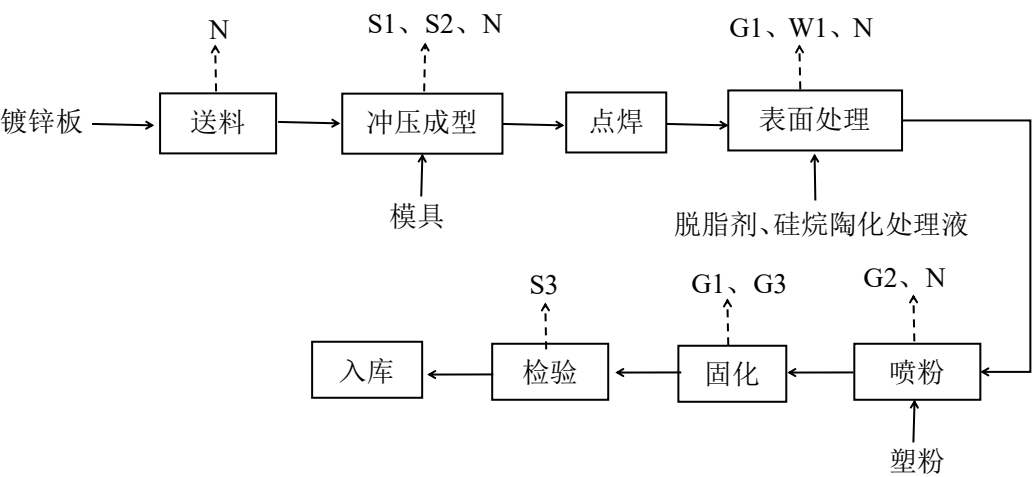 N
S1、S2、N
G1、W1、N
镀锌板
送料
冲压成型
点焊
表面处理
模具
脱脂剂、硅烷陶化处理液
S3
G1、G3
G2、N
入库
检验
固化
喷粉
塑粉